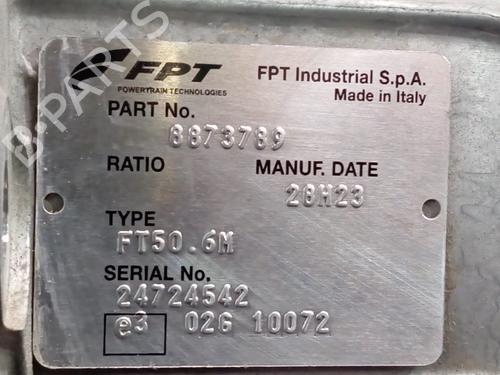 FPT
POWERTRAIN TECHNOLOGIES
FPT Industrial S.p.A.
Made in Italy
PART No.
8873789
RATIO
MANUF. DATE
28H23
TYPE
FT50.6M
SERIAL No.
24724542
e3 02G 10072
B-PARTS